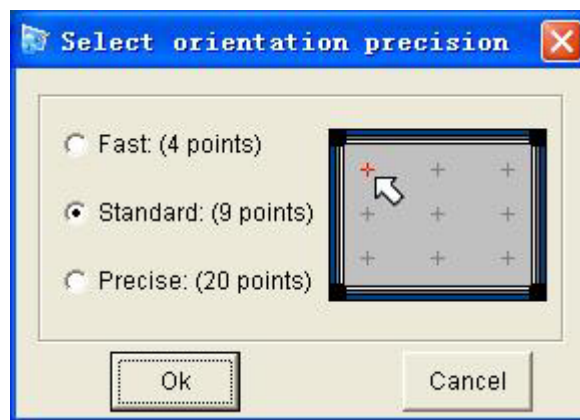 Select orientation precision
Fast: (4 points)
Standard: (9 points)
Precise: (20 points)
Ok
Cancel